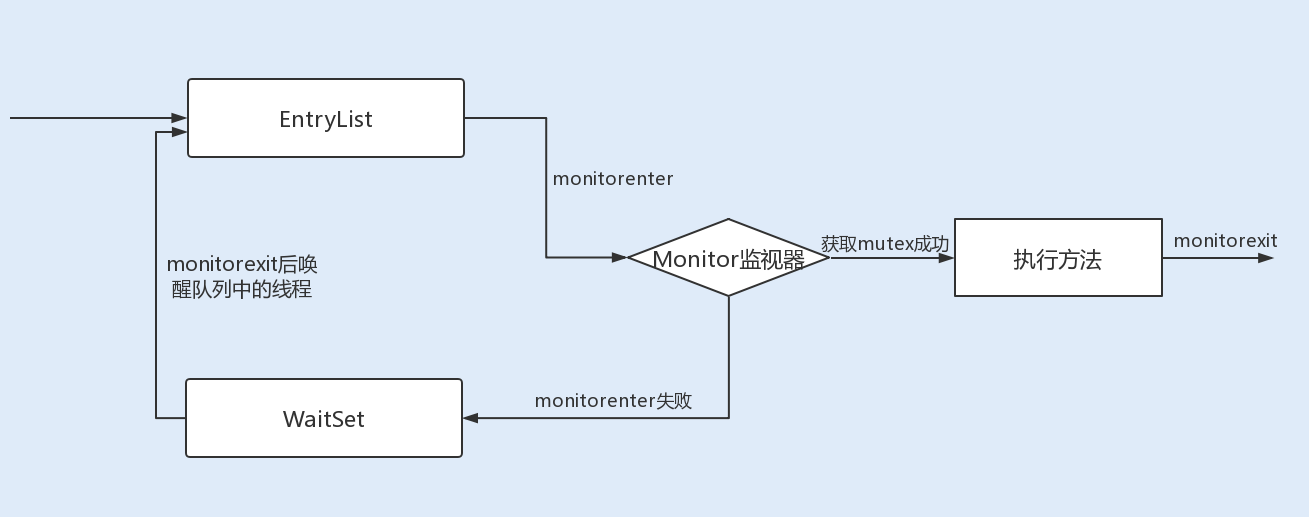 EntryList
monitorenter
获取mutex成功
monitorexit
Monitor监视器
执行方法
monitorexit后唤
醒队列中的线程
monitorenter失败
WaitSet